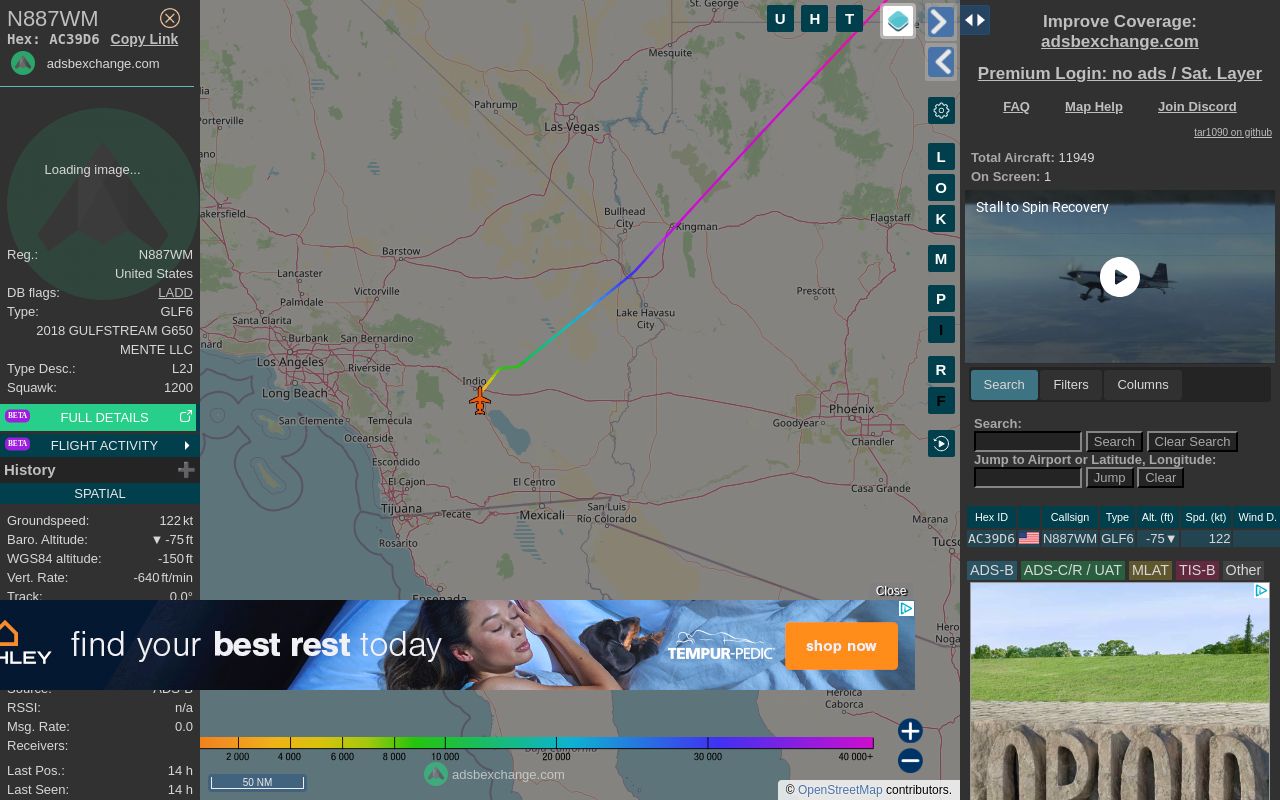 N887WM
Hex: AC39D6 Copy Link
adsbexchange.com
Loading image...
Reg.: N887WM
United States
DB flags: LADD
Type: GLF6
2018 GULFSTREAM G650
MENTE LLC
Type Desc.: L2J
Squawk: 1200
BETA FULL DETAILS
BETA FLIGHT ACTIVITY
History
SPATIAL
Groundspeed: 122 kt
Baro. Altitude: ▼ -75 ft
WGS84 altitude: -150 ft
Vert. Rate: -640 ft/min
Track: 0.0°
Source: ADS-B
RSSI: n/a
Msg. Rate: 0.0
Receivers:
Last Pos.: 14 h
Last Seen: 14 h
St. George
Mesquite
Pahrump
Las Vegas
Porterville
Bullhead
City
Kingman
Flagstaff
Barstow
Lancaster
Victorville
Palmdale
Prescott
Santa Clarita
Lake Havasu
City
Burbank
San Bernardino
Los Angeles
Riverside
Indio
Long Beach
Phoenix
San Clemente
Temecula
Goodyear
Oceanside
Chandler
Escondido
El Cajon
El Centro
Casa Grande
Tijuana
Tecate
Mexicali
San Luis
Río Colorado
Marana
Rosarito
Ensenada
Heroica
Caborca
U H T
L
O
K
M
P
I
R
F
Close
find your best rest today
TEMPUR-PEDIC
shop now
2 000 4 000 6 000 8 000 10 000 20 000 30 000 40 000+
50 NM
adsbexchange.com
© OpenStreetMap contributors.
Improve Coverage:
adsbexchange.com
Premium Login: no ads / Sat. Layer
FAQ Map Help Join Discord
tar1090 on github
Total Aircraft: 11949
On Screen: 1
Stall to Spin Recovery
Search Filters Columns
Search:
Search Clear Search
Jump to Airport or Latitude, Longitude:
Jump Clear
Hex ID Callsign Type Alt. (ft) Spd. (kt) Wind D.
AC39D6 N887WM GLF6 -75▼ 122
ADS-B ADS-C/R / UAT MLAT TIS-B Other